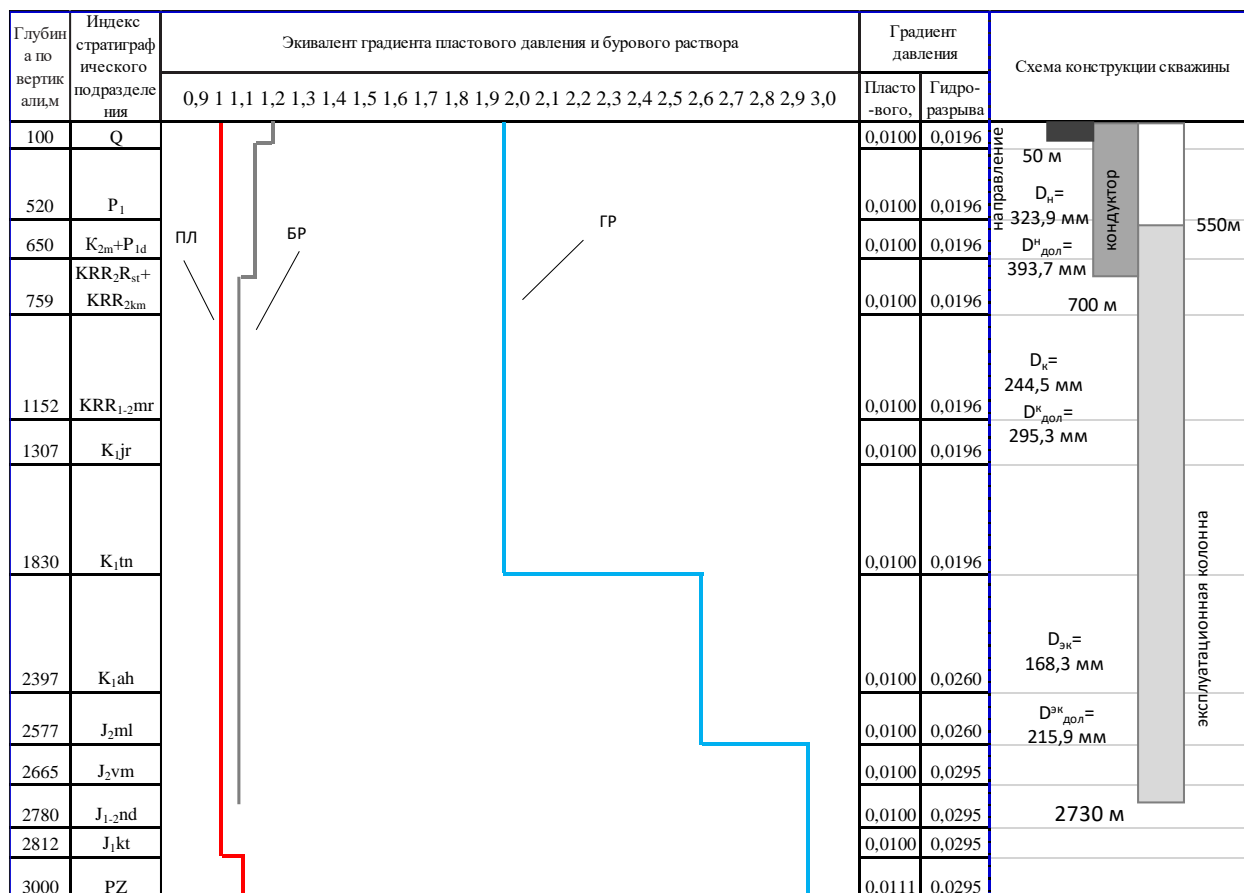 Глубин
а по
вертик
али,м
Индекс
стратиграф
ического
подразделе
ния
Экивалент градиента пластового давления и бурового раствора
0,9 1 1,1 1,2 1,3 1,4 1,5 1,6 1,7 1,8 1,9 2,0 2,1 2,2 2,3 2,4 2,5 2,6 2,7 2,8 2,9 3,0
Градиент
давления
Пласто
-вого,
Гидро-
разрыва
Схема конструкции скважины
100 Q 0,0100 0,0196
520 P1 0,0100 0,0196
650 K2m+P1d 0,0100 0,0196
KRR2Rst+
759 KRR2km 0,0100 0,0196
1152 KRR1-2mr 0,0100 0,0196
1307 K1jr 0,0100 0,0196
1830 K1tn 0,0100 0,0196
2397 K1ah 0,0100 0,0260
2577 J2ml 0,0100 0,0260
2665 J2vm 0,0100 0,0295
2780 J1-2nd 0,0100 0,0295
2812 J1kt 0,0100 0,0295
3000 PZ 0,0111 0,0295
ПЛ
БР
ГР
направление
50 м
Dн=
323,9 мм
Dндол=
393,7 мм
кондуктор
550м
700 м
Dк=
244,5 мм
Dкдол=
295,3 мм
эксплуатационная колонна
Dэк=
168,3 мм
Dэкдол=
215,9 мм
2730 м